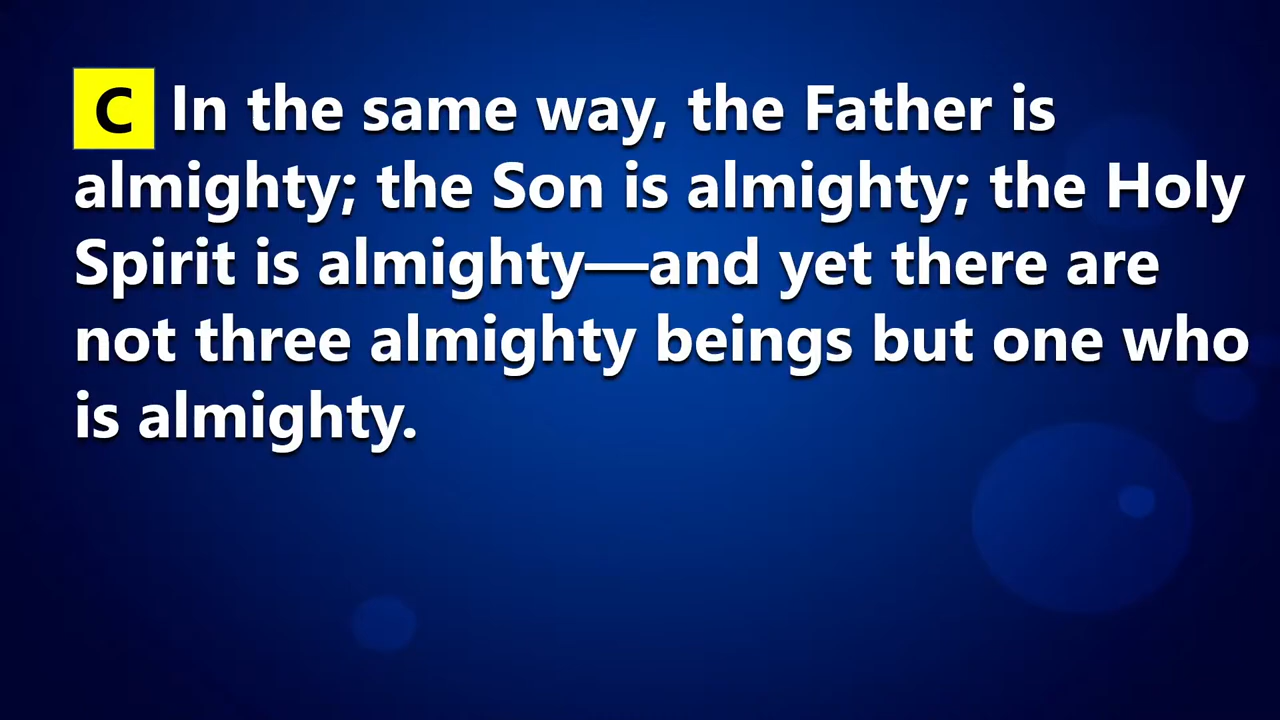 C In the same way, the Father is
almighty; the Son is almighty; the Holy
Spirit is almighty—and yet there are
not three almighty beings but one who
is almighty.